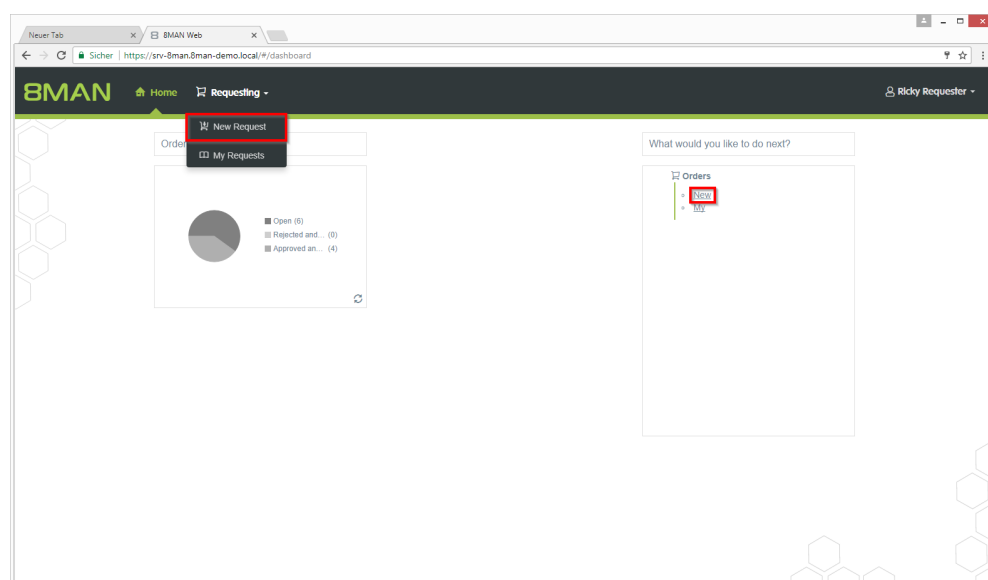 Neuer Tab
8MAN Web
Sicher https://srv-8man.8man-demo.local/#/dashboard
8MAN Home Requesting Ricky Requester
New Request
My Requests
Order
What would you like to do next?
Orders
New
My
Open (6)
Rejected and... (0)
Approved an... (4)